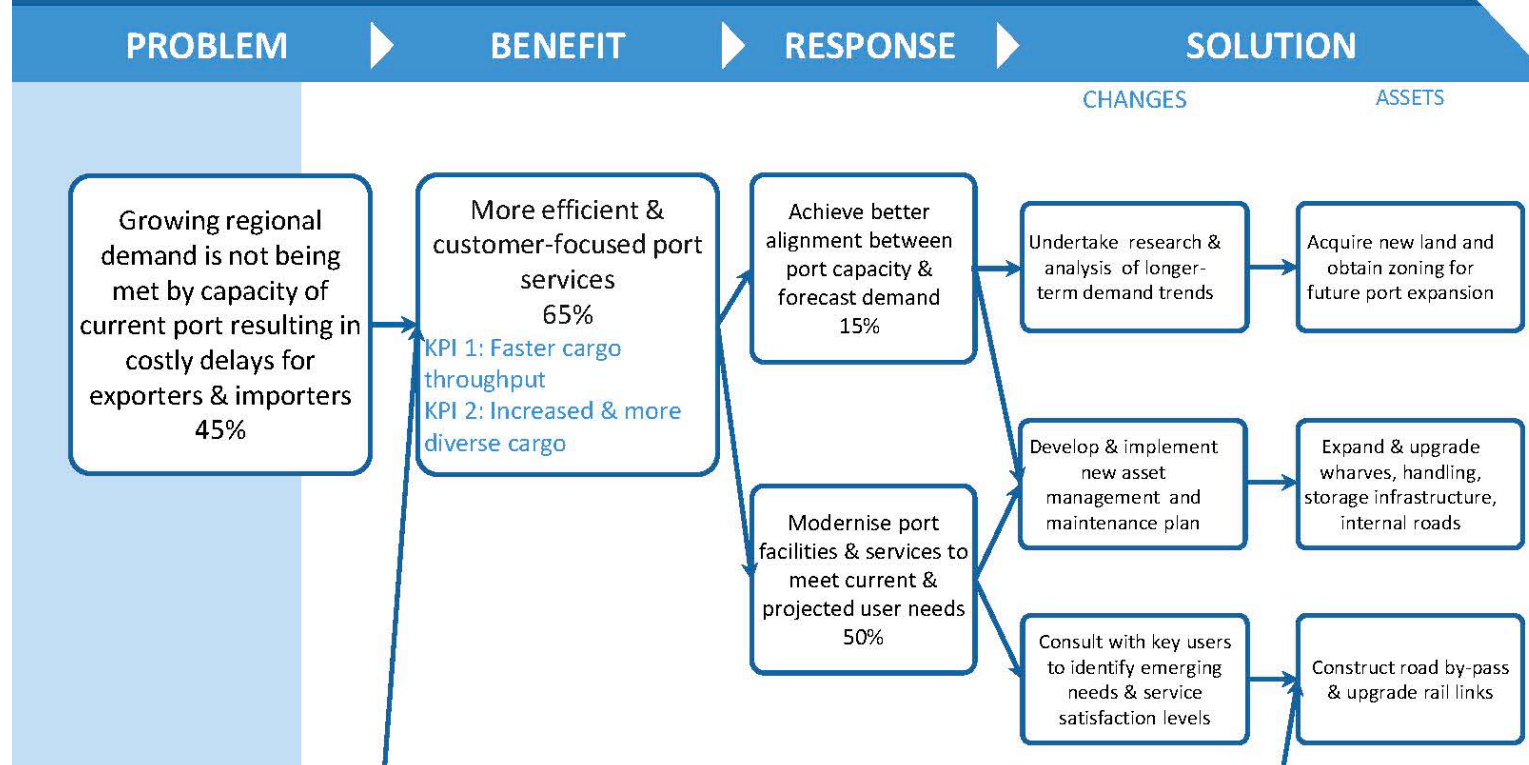 PROBLEM
BENEFIT
RESPONSE
SOLUTION
CHANGES
ASSETS
Growing regional
demand is not being
met by capacity of
current port resulting in
costly delays for
exporters & importers
45%
More efficient &
customer-focused port
services
65%
KPI 1: Faster cargo
throughput
KPI 2: Increased & more
diverse cargo
Achieve better
alignment between
port capacity &
forecast demand
15%
Modernise port
facilities & services to
meet current &
projected user needs
50%
Undertake research &
analysis of longer-
term demand trends
Acquire new land and
obtain zoning for
future port expansion
Develop & implement
new asset
management and
maintenance plan
Expand & upgrade
wharves, handling,
storage infrastructure,
internal roads
Consult with key users
to identify emerging
needs & service
satisfaction levels
Construct road by-pass
& upgrade rail links